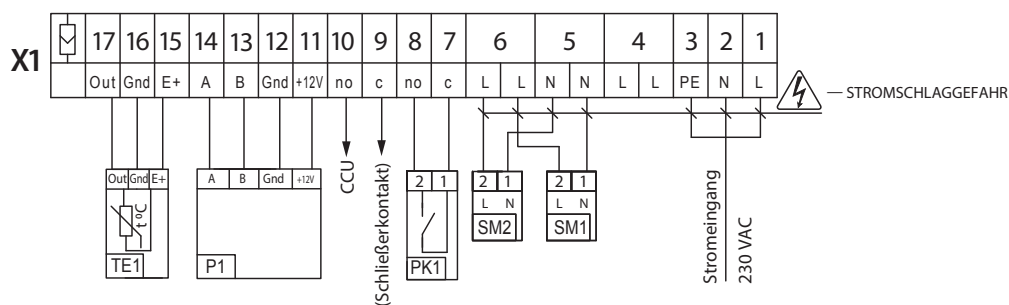 X1
17 16 15 14 13 12 11 10 9 8 7 6 5 4 3 2 1
Out Gnd E+ A B Gnd +12V no c no c L L N N L L PE N L
STROMSCHLAGGEFAHR
Out Gnd E+
t ºC
TE1
A B Gnd +12V
P1
CCU
(Schließerkontakt)
2 1
PK1
2 1
L N
SM2
2 1
L N
SM1
Stromeingang
230 VAC